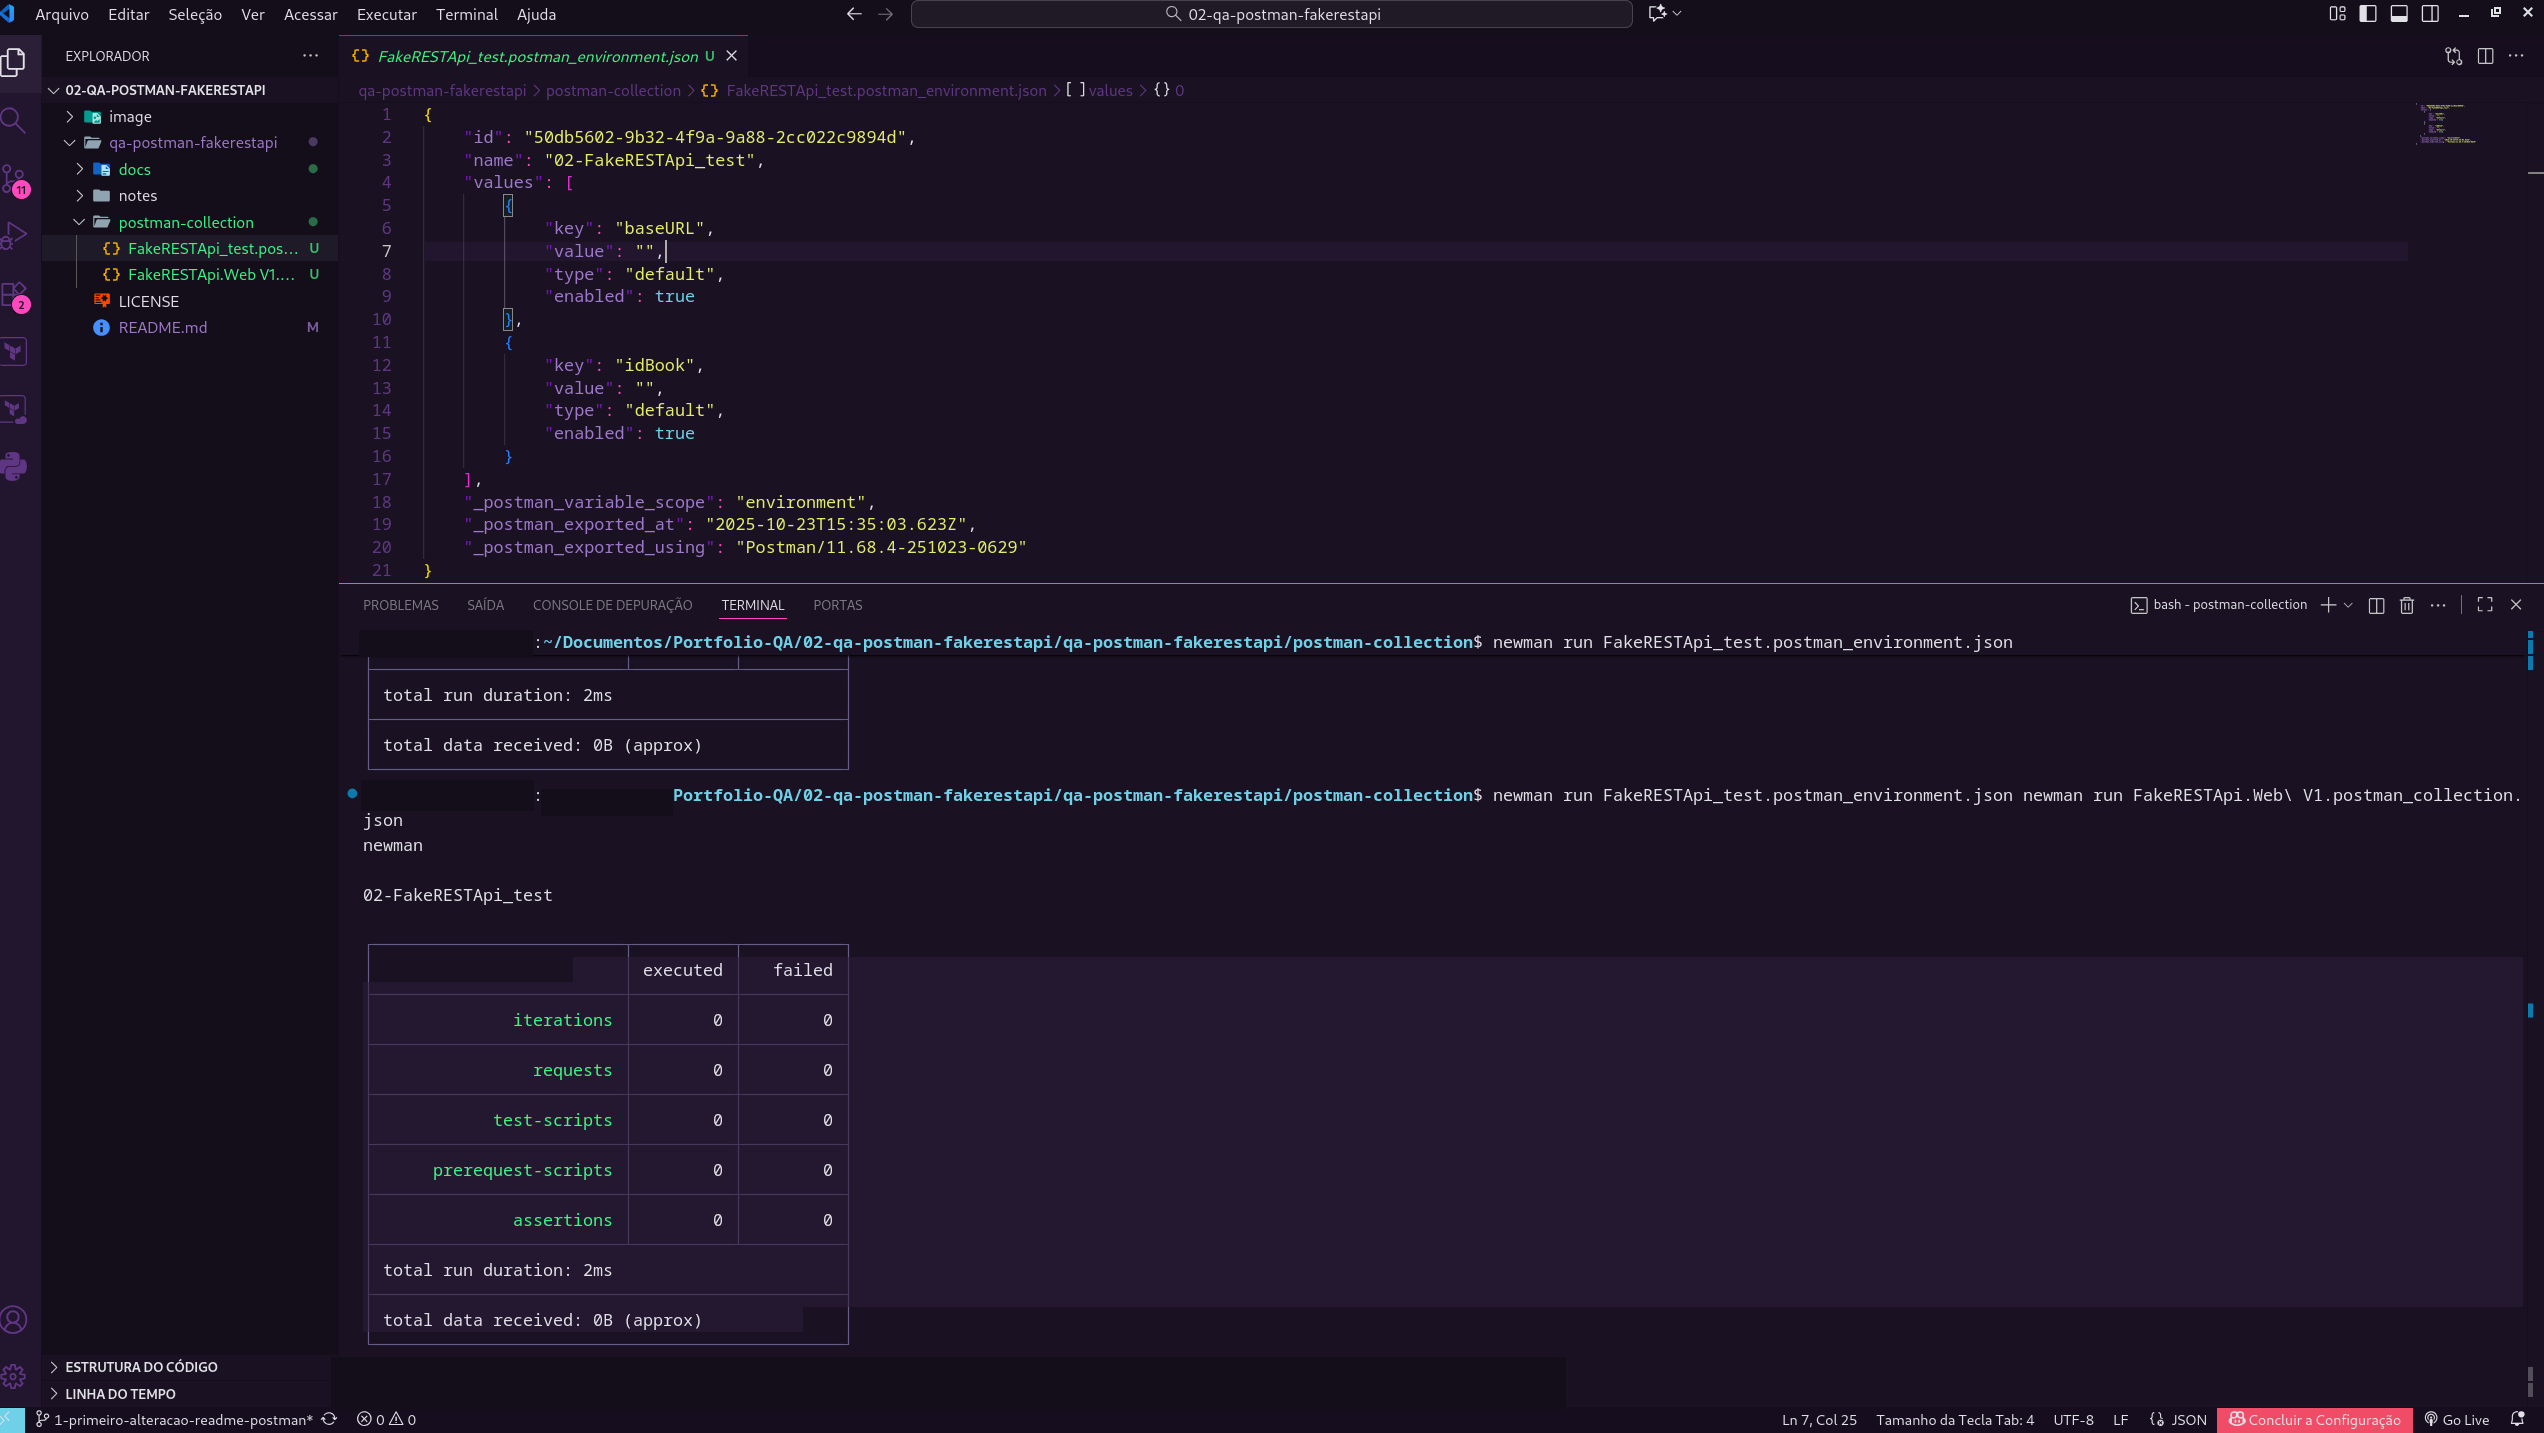 Arquivo Editar Seleção Ver Acessar Executar Terminal Ajuda
02-qa-postman-fakerestapi
EXPLORADOR
02-QA-POSTMAN-FAKERESTAPI
image
qa-postman-fakerestapi
docs
notes
postman-collection
FakeRESTApi_test.pos... U
FakeRESTApi.Web V1.... U
LICENSE
README.md M
11
2
ESTRUTURA DO CÓDIGO
LINHA DO TEMPO
FakeRESTApi_test.postman_environment.json U
qa-postman-fakerestapi > postman-collection > {} FakeRESTApi_test.postman_environment.json > [ ] values > {} 0
1 {
2 "id": "50db5602-9b32-4f9a-9a88-2cc022c9894d",
3 "name": "02-FakeRESTApi_test",
4 "values": [
5 {
6 "key": "baseURL",
7 "value": "",
8 "type": "default",
9 "enabled": true
10 },
11 {
12 "key": "idBook",
13 "value": "",
14 "type": "default",
15 "enabled": true
16 }
17 ],
18 "_postman_variable_scope": "environment",
19 "_postman_exported_at": "2025-10-23T15:35:03.623Z",
20 "_postman_exported_using": "Postman/11.68.4-251023-0629"
21 }
PROBLEMAS SAÍDA CONSOLE DE DEPURAÇÃO TERMINAL PORTAS
bash - postman-collection
:~/Documentos/Portfolio-QA/02-qa-postman-fakerestapi/qa-postman-fakerestapi/postman-collection$ newman run FakeRESTApi_test.postman_environment.json
total run duration: 2ms
total data received: 0B (approx)
: Portfolio-QA/02-qa-postman-fakerestapi/qa-postman-fakerestapi/postman-collection$ newman run FakeRESTApi_test.postman_environment.json newman run FakeRESTApi.Web\ V1.postman_collection.
json
newman
02-FakeRESTApi_test
executed failed
iterations 0 0
requests 0 0
test-scripts 0 0
prerequest-scripts 0 0
assertions 0 0
total run duration: 2ms
total data received: 0B (approx)
1-primeiro-alteracao-readme-postman* 0 0
Ln 7, Col 25 Tamanho da Tecla Tab: 4 UTF-8 LF JSON Concluir a Configuração Go Live